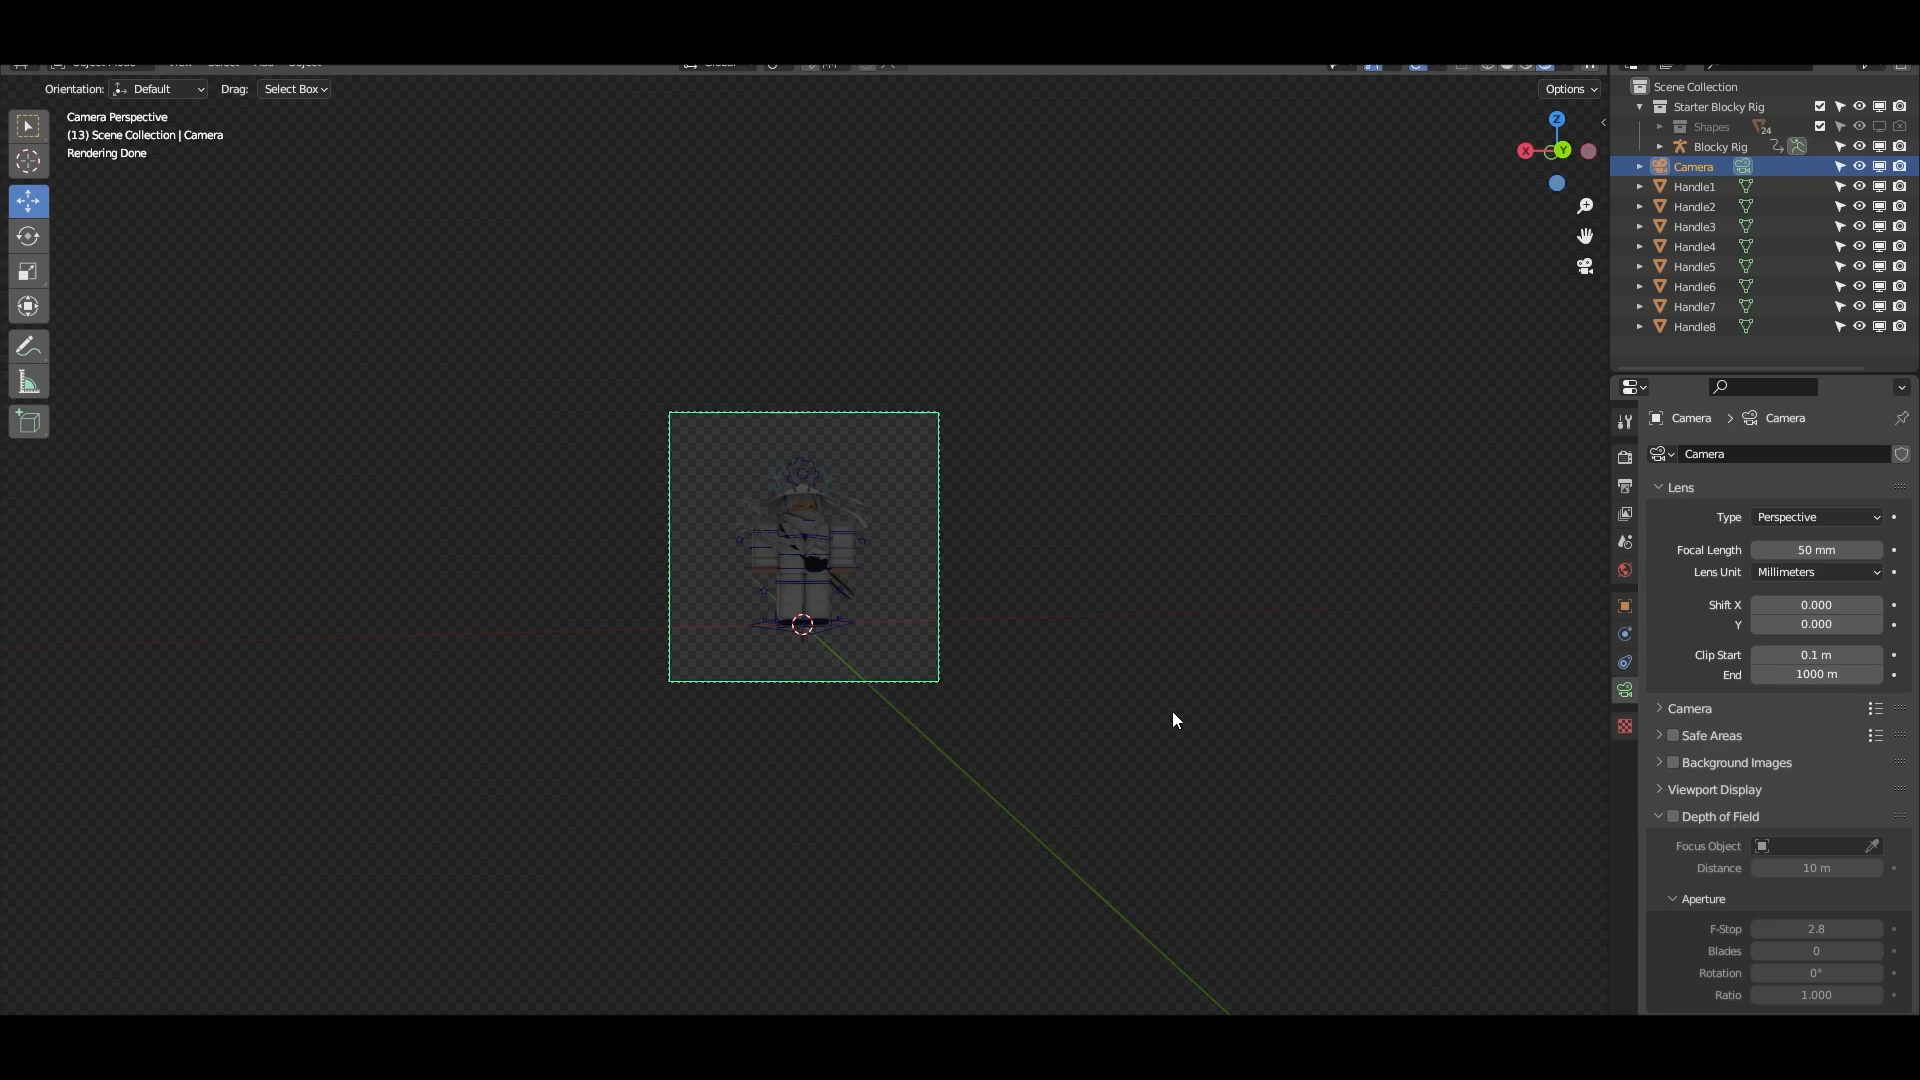 Orientation: Default Drag: Select Box
Options
Camera Perspective
(13) Scene Collection | Camera
Rendering Done
Z
X
Y
Scene Collection
Starter Blocky Rig
Shapes 24
Blocky Rig
Camera
Handle1
Handle2
Handle3
Handle4
Handle5
Handle6
Handle7
Handle8
Camera > Camera
Camera
Lens
Type Perspective
Focal Length 50 mm
Lens Unit Millimeters
Shift X 0.000
Y 0.000
Clip Start 0.1 m
End 1000 m
Camera
Safe Areas
Background Images
Viewport Display
Depth of Field
Focus Object
Distance 10 m
Aperture
F-Stop 2.8
Blades 0
Rotation 0°
Ratio 1.000